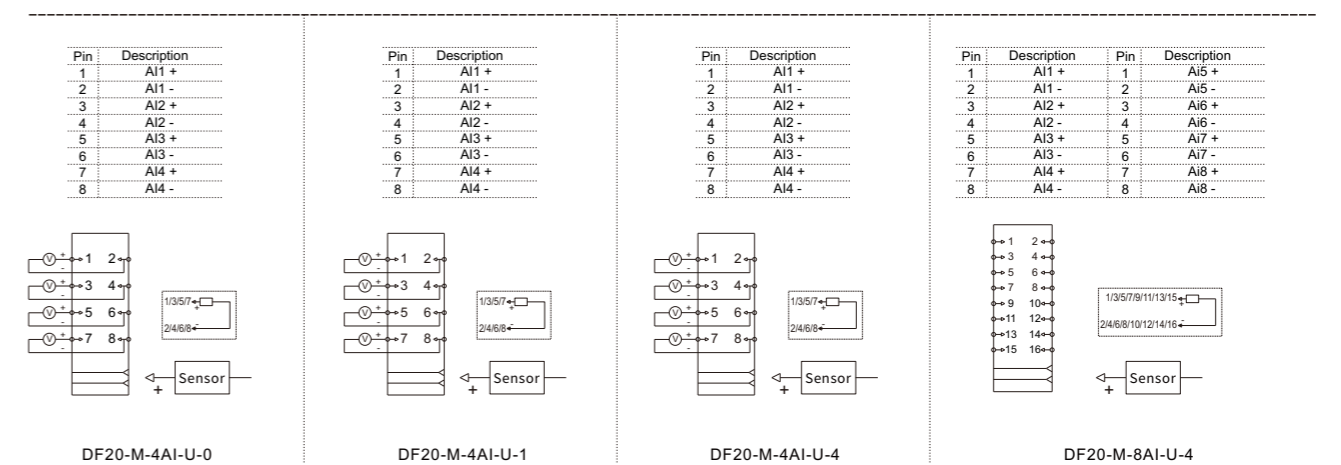 Pin Description
1 AI1 +
2 AI1 -
3 AI2 +
4 AI2 -
5 AI3 +
6 AI3 -
7 AI4 +
8 AI4 -
V + 1 2
-
V + 3 4
-
V + 5 6
-
V + 7 8
-
1/3/5/7
+
-
2/4/6/8
Sensor
+
DF20-M-4AI-U-0
Pin Description
1 AI1 +
2 AI1 -
3 AI2 +
4 AI2 -
5 AI3 +
6 AI3 -
7 AI4 +
8 AI4 -
V + 1 2
-
V + 3 4
-
V + 5 6
-
V + 7 8
-
1/3/5/7
+
-
2/4/6/8
Sensor
+
DF20-M-4AI-U-1
Pin Description
1 AI1 +
2 AI1 -
3 AI2 +
4 AI2 -
5 AI3 +
6 AI3 -
7 AI4 +
8 AI4 -
V + 1 2
-
V + 3 4
-
V + 5 6
-
V + 7 8
-
1/3/5/7
+
-
2/4/6/8
Sensor
+
DF20-M-4AI-U-4
Pin Description Pin Description
1 AI1 + 1 Ai5 +
2 AI1 - 2 Ai5 -
3 AI2 + 3 Ai6 +
4 AI2 - 4 Ai6 -
5 AI3 + 5 Ai7 +
6 AI3 - 6 Ai7 -
7 AI4 + 7 Ai8 +
8 AI4 - 8 Ai8 -
1 2
3 4
5 6
7 8
9 10
11 12
13 14
15 16
1/3/5/7/9/11/13/15
+
-
2/4/6/8/10/12/14/16
Sensor
+
DF20-M-8AI-U-4